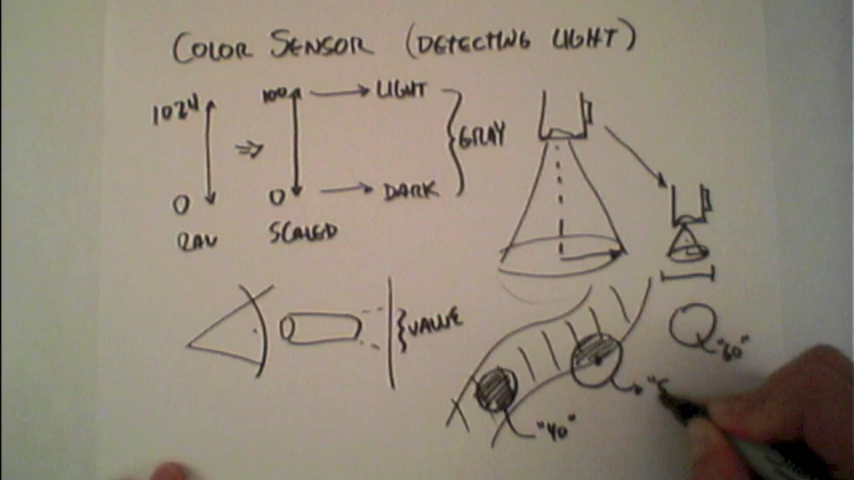 COLOR SENSOR (DETECTING LIGHT)
1024
100
LIGHT
GRAY
0
0
DARK
RAW
SCALED
VALUE
"60"
"40"